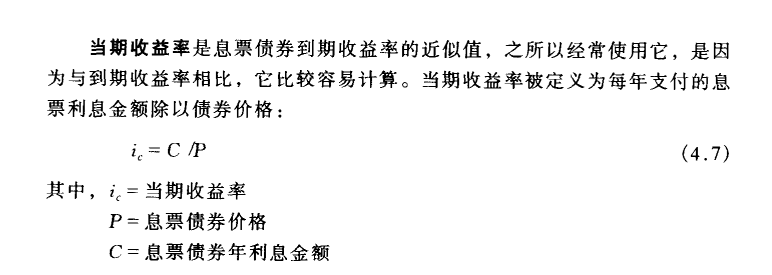 当期收益率是息票债券到期收益率的近似值，之所以经常使用它，是因
为与到期收益率相比，它比较容易计算。当期收益率被定义为每年支付的息
票利息金额除以债券价格：
i_c = C /P (4.7)
其中，i_c = 当期收益率
P = 息票债券价格
C = 息票债券年利息金额